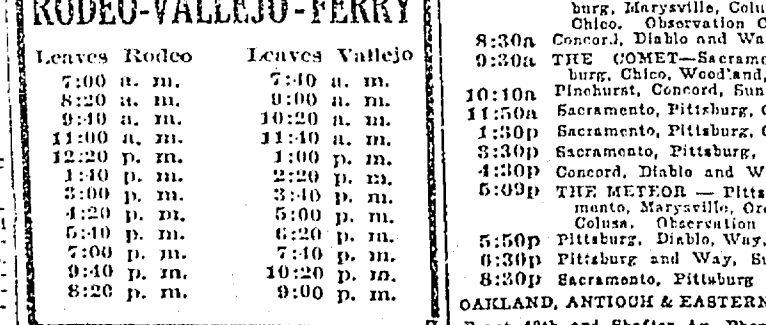 RODEO-VALLEJO-FERRY
Leaves Rodeo Leaves Vallejo
7:00 a. m. 7:40 a. m.
8:20 a. m. 9:00 a. m.
9:40 a. m. 10:20 a. m.
11:00 a. m. 11:40 a. m.
12:20 p. m. 1:00 p. m.
1:40 p. m. 2:20 p. m.
3:00 p. m. 3:40 p. m.
4:20 p. m. 5:00 p. m.
5:40 p. m. 6:20 p. m.
7:00 p. m. 7:40 p. m.
9:40 p. m. 10:20 p. m.
8:20 p. m. 9:00 p. m.
burg, Marysville, Colu
Chico. Observation C
8:30a Concord, Diablo and Wa
9:30a THE COMET—Sacrame
burg, Chico, Woodland,
10:10a Pinehurst, Concord, Sun
11:50a Sacramento, Pittsburg, C
1:30p Sacramento, Pittsburg, C
3:30p Sacramento, Pittsburg,
4:30p Concord, Diablo and W
5:09p THE METEOR — Pitts
mento, Marysville, Oro
Colusa. Observation
5:50p Pittsburg, Diablo, Way,
6:30p Pittsburg and Way, Su
8:30p Sacramento, Pittsburg
OAKLAND, ANTIOCH & EASTERN
40th and Shafter Av. Phon